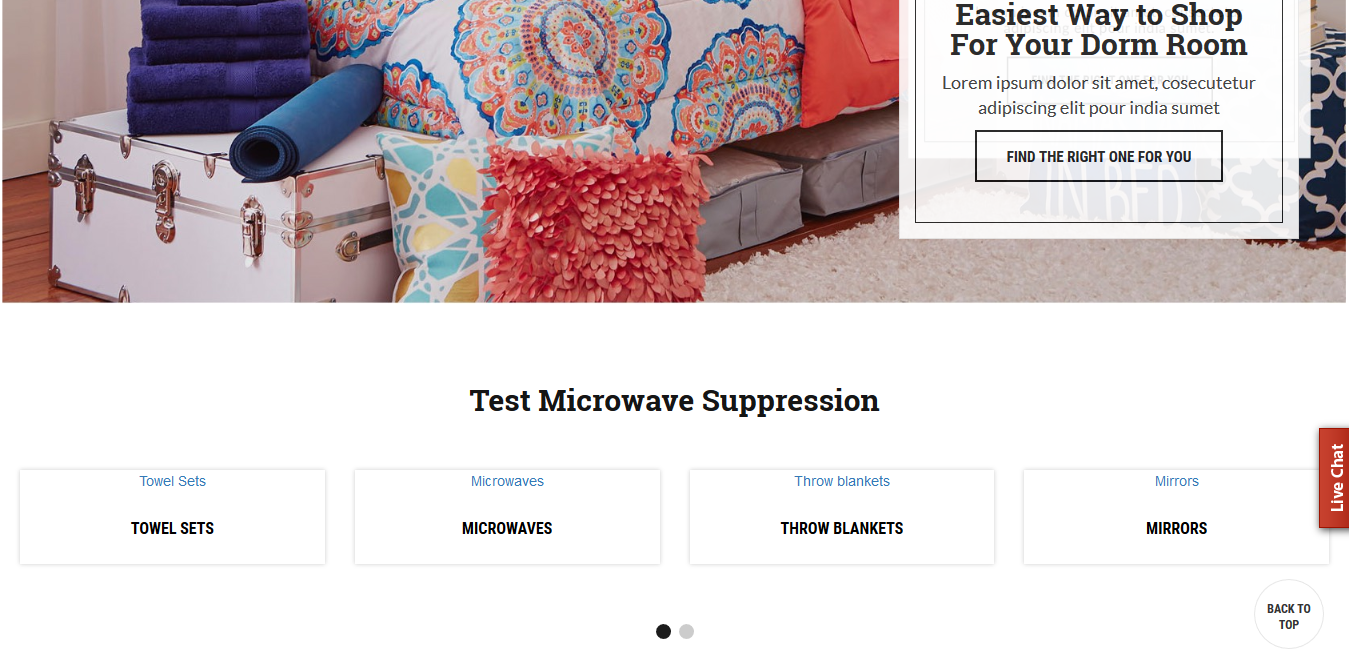 Easiest Way to Shop
For Your Dorm Room
Lorem ipsum dolor sit amet, cosecutetur
adipiscing elit pour india sumet
FIND THE RIGHT ONE FOR YOU
IN BED
Test Microwave Suppression
Towel Sets
Microwaves
Throw blankets
Mirrors
TOWEL SETS
MICROWAVES
THROW BLANKETS
MIRRORS
Live Chat
BACK TO
TOP